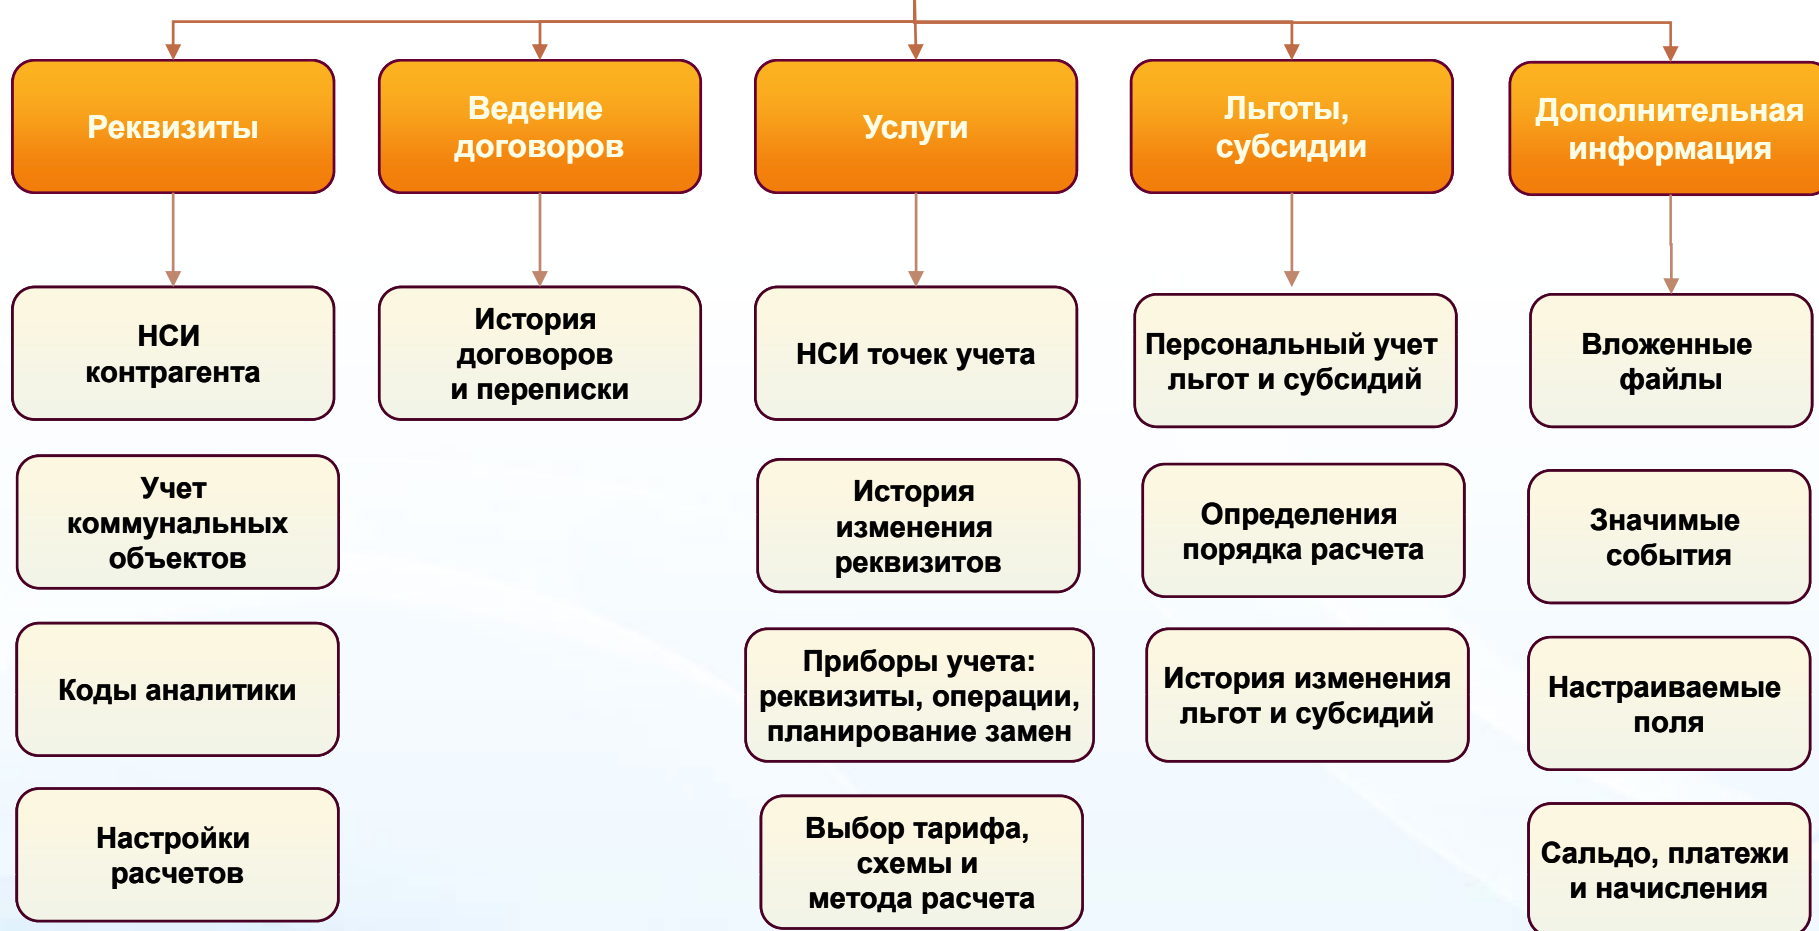 Реквизиты
Ведение
договоров
Услуги
Льготы,
субсидии
Дополнительная
информация
НСИ
контрагента
История
договоров
и переписки
НСИ точек учета
Персональный учет
льгот и субсидий
Вложенные
файлы
Учет
коммунальных
объектов
История
изменения
реквизитов
Определения
порядка расчета
Значимые
события
Коды аналитики
Приборы учета:
реквизиты, операции,
планирование замен
История изменения
льгот и субсидий
Настраиваемые
поля
Настройки
расчетов
Выбор тарифа,
схемы и
метода расчета
Сальдо, платежи
и начисления